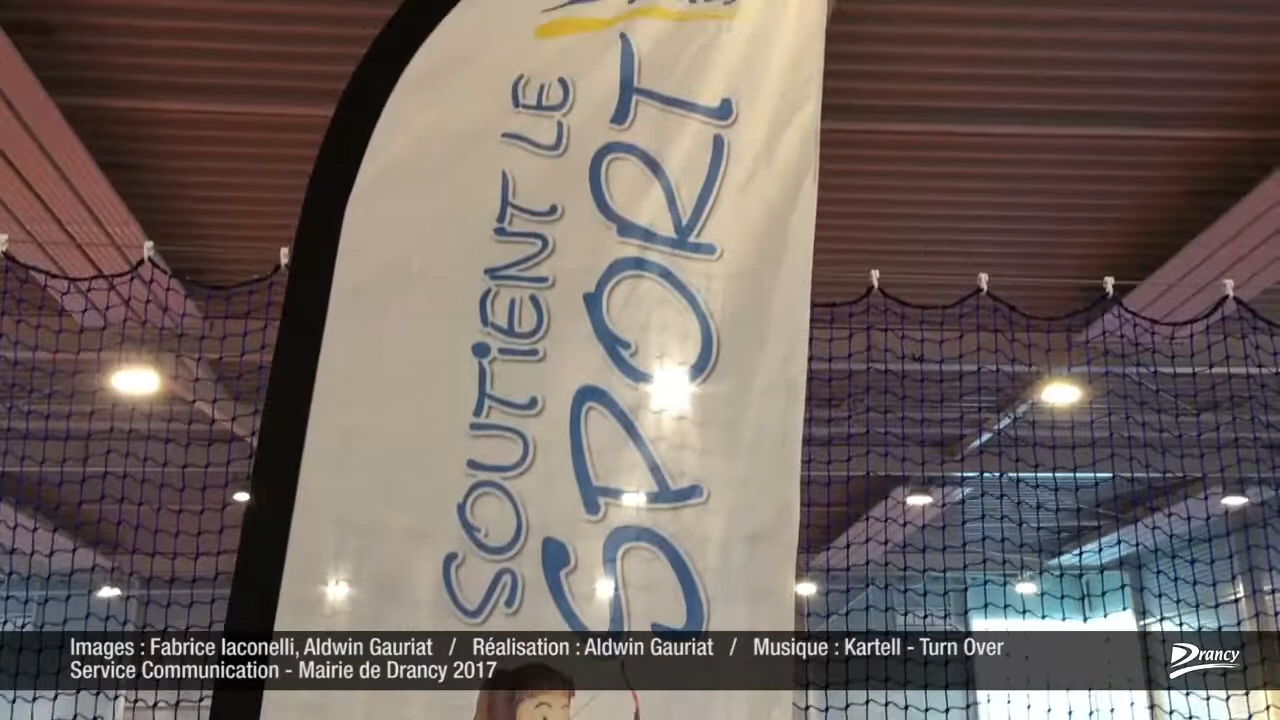 SOUTiENT LE
SPORT
Images : Fabrice Iaconelli, Aldwin Gauriat / Réalisation : Aldwin Gauriat / Musique : Kartell - Turn Over
Service Communication - Mairie de Drancy 2017
Drancy